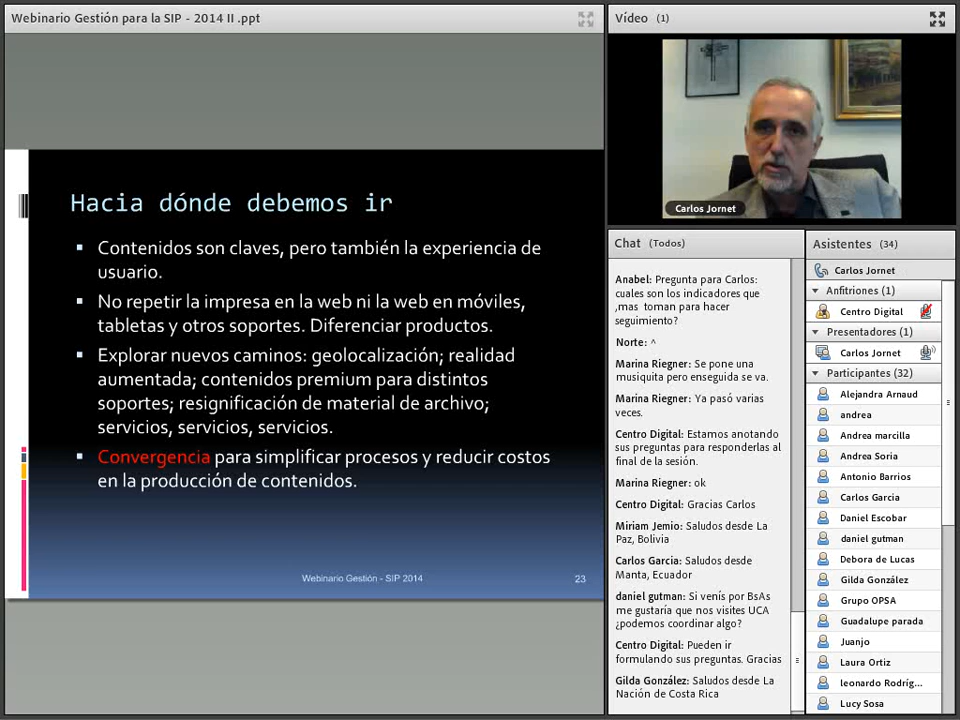 Webinario Gestión para la SIP - 2014 II .ppt
Hacia dónde debemos ir
Contenidos son claves, pero también la experiencia de
usuario.
No repetir la impresa en la web ni la web en móviles,
tabletas y otros soportes. Diferenciar productos.
Explorar nuevos caminos: geolocalización; realidad
aumentada; contenidos premium para distintos
soportes; resignificación de material de archivo;
servicios, servicios, servicios.
Convergencia para simplificar procesos y reducir costos
en la producción de contenidos.
Webinario Gestión - SIP 2014
23
Vídeo (1)
Carlos Jornet
Chat (Todos)
Anabel: Pregunta para Carlos:
cuales son los indicadores que
,mas toman para hacer
seguimiento?
Norte: ^
Marina Riegner: Se pone una
musiquita pero enseguida se va.
Marina Riegner: Ya pasó varias
veces.
Centro Digital: Estamos anotando
sus preguntas para responderlas al
final de la sesión.
Marina Riegner: ok
Centro Digital: Gracias Carlos
Miriam Jemio: Saludos desde La
Paz, Bolivia
Carlos Garcia: Saludos desde
Manta, Ecuador
daniel gutman: Si venís por BsAs
me gustaría que nos visites UCA
¿podemos coordinar algo?
Centro Digital: Pueden ir
formulando sus preguntas. Gracias
Gilda González: Saludos desde La
Nación de Costa Rica
Asistentes (34)
Carlos Jornet
Anfitriones (1)
Centro Digital
Presentadores (1)
Carlos Jornet
Participantes (32)
Alejandra Arnaud
andrea
Andrea marcilla
Andrea Soria
Antonio Barrios
Carlos Garcia
Daniel Escobar
daniel gutman
Debora de Lucas
Gilda González
Grupo OPSA
Guadalupe parada
Juanjo
Laura Ortiz
leonardo Rodríg...
Lucy Sosa